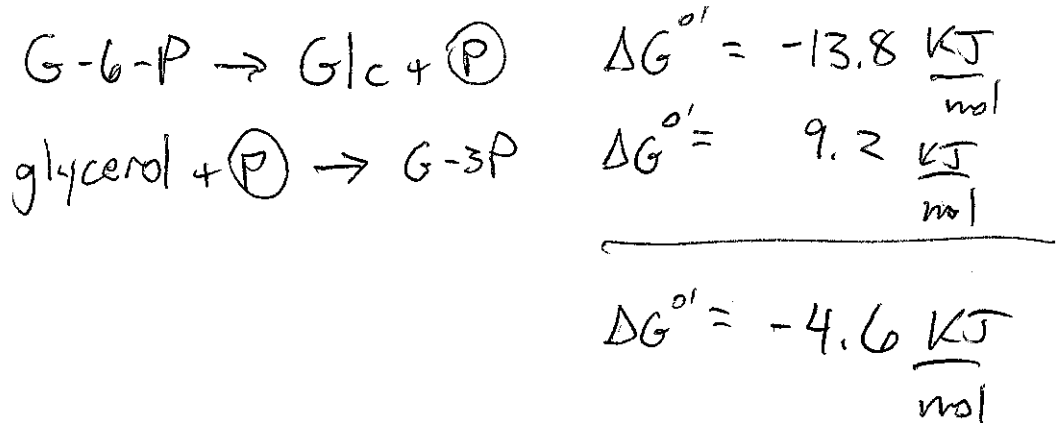 G-6-P → Glc + Ⓟ ΔG°' = -13.8 KJ/mol
glycerol + Ⓟ → G-3P ΔG°' = 9.2 KJ/mol
ΔG°' = -4.6 KJ/mol